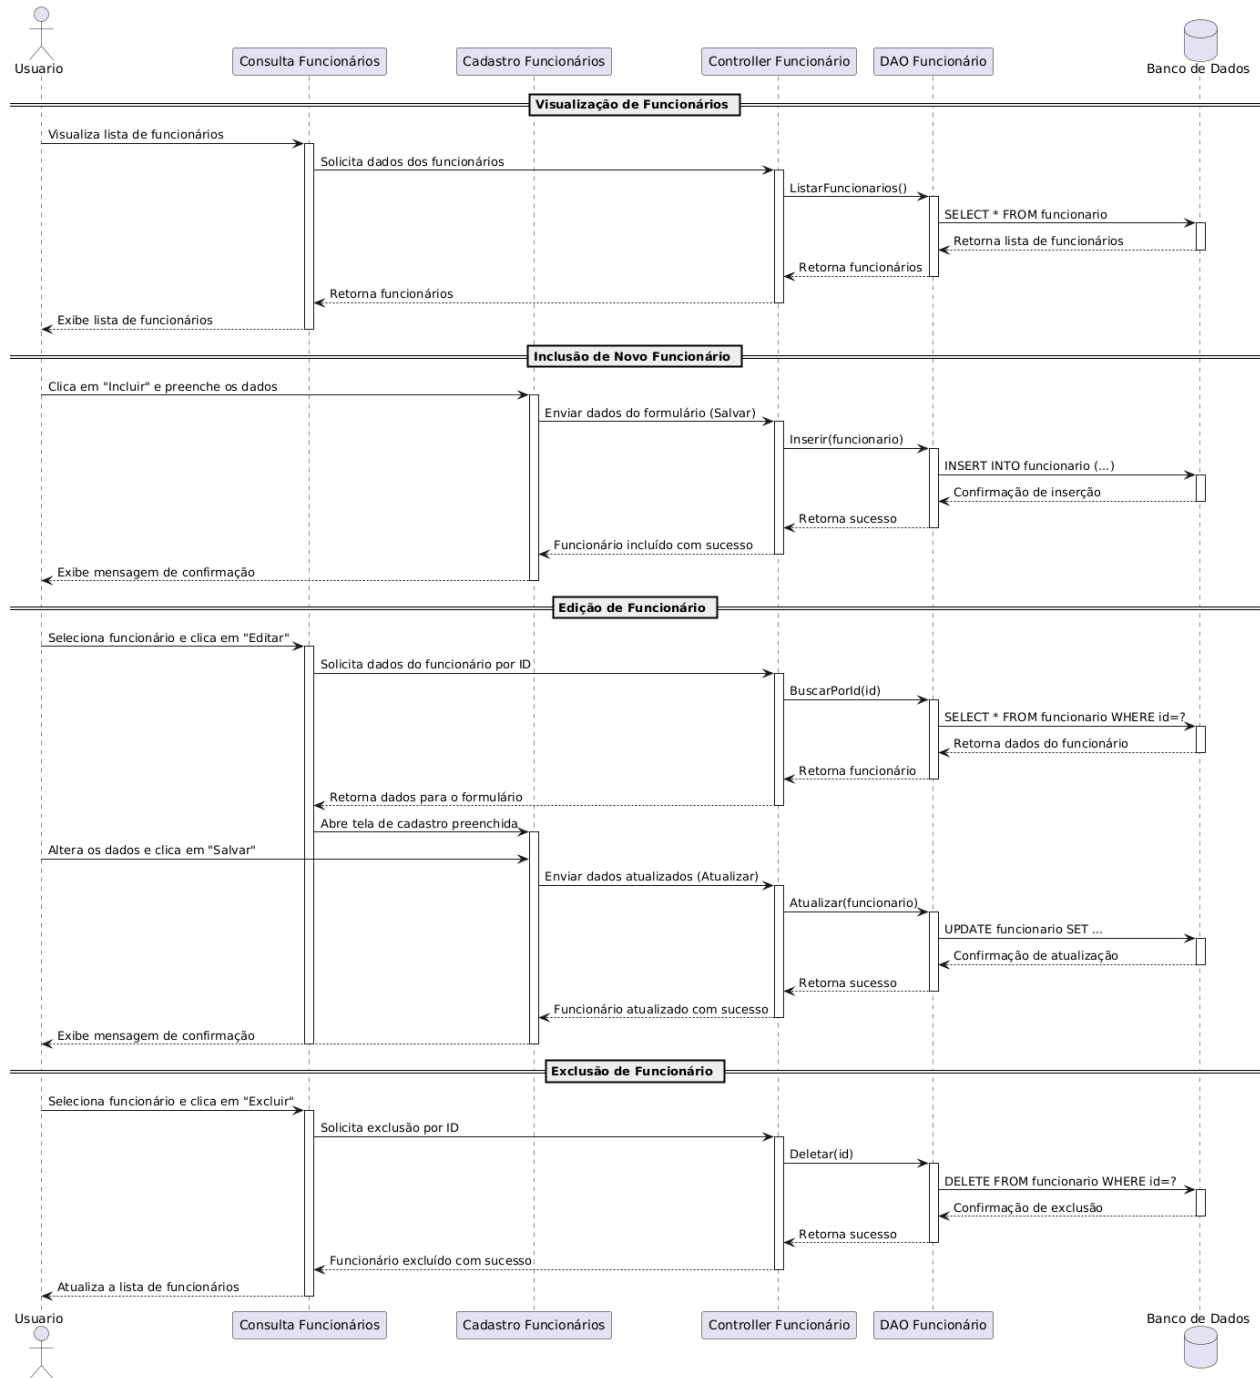 Usuario
Consulta Funcionários
Cadastro Funcionários
Controller Funcionário
DAO Funcionário
Banco de Dados
Visualização de Funcionários
Visualiza lista de funcionários
Solicita dados dos funcionários
ListarFuncionarios()
SELECT * FROM funcionario
Retorna lista de funcionários
Retorna funcionários
Retorna funcionários
Exibe lista de funcionários
Inclusão de Novo Funcionário
Clica em "Incluir" e preenche os dados
Enviar dados do formulário (Salvar)
Inserir(funcionario)
INSERT INTO funcionario (...)
Confirmação de inserção
Retorna sucesso
Funcionário incluído com sucesso
Exibe mensagem de confirmação
Edição de Funcionário
Seleciona funcionário e clica em "Editar"
Solicita dados do funcionário por ID
BuscarPorId(id)
SELECT * FROM funcionario WHERE id=?
Retorna dados do funcionário
Retorna funcionário
Retorna dados para o formulário
Abre tela de cadastro preenchida
Altera os dados e clica em "Salvar"
Enviar dados atualizados (Atualizar)
Atualizar(funcionario)
UPDATE funcionario SET ...
Confirmação de atualização
Retorna sucesso
Funcionário atualizado com sucesso
Exibe mensagem de confirmação
Exclusão de Funcionário
Seleciona funcionário e clica em "Excluir"
Solicita exclusão por ID
Deletar(id)
DELETE FROM funcionario WHERE id=?
Confirmação de exclusão
Retorna sucesso
Funcionário excluído com sucesso
Atualiza a lista de funcionários
Usuario
Consulta Funcionários
Cadastro Funcionários
Controller Funcionário
DAO Funcionário
Banco de Dados